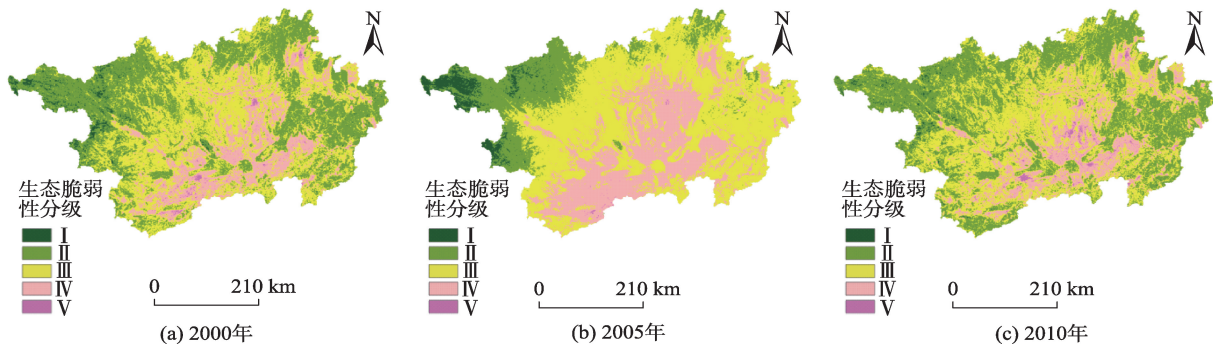 N
生态脆弱
性分级
I
II
III
IV
V
0 210 km
(a) 2000年
N
生态脆弱
性分级
I
II
III
IV
V
0 210 km
(b) 2005年
N
生态脆弱
性分级
I
II
III
IV
V
0 210 km
(c) 2010年